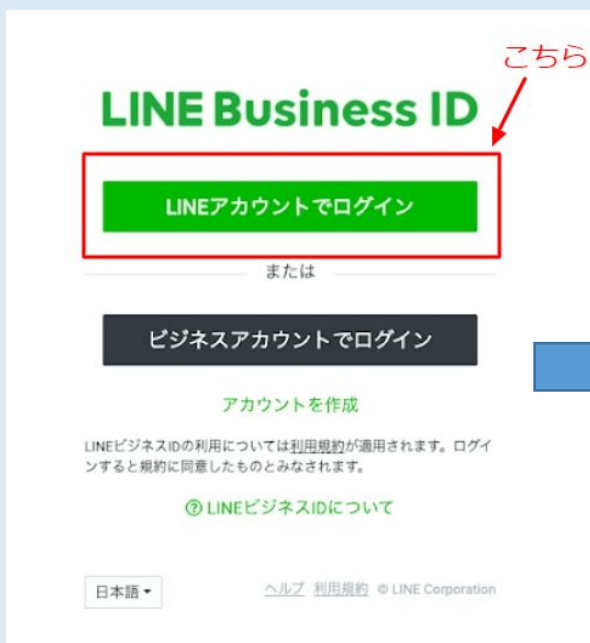 こちら
LINE Business ID
LINEアカウントでログイン
または
ビジネスアカウントでログイン
アカウントを作成
LINEビジネスIDの利用については利用規約が適用されます。ログイ
ンすると規約に同意したものとみなされます。
? LINEビジネスIDについて
日本語 ヘルプ 利用規約 © LINE Corporation